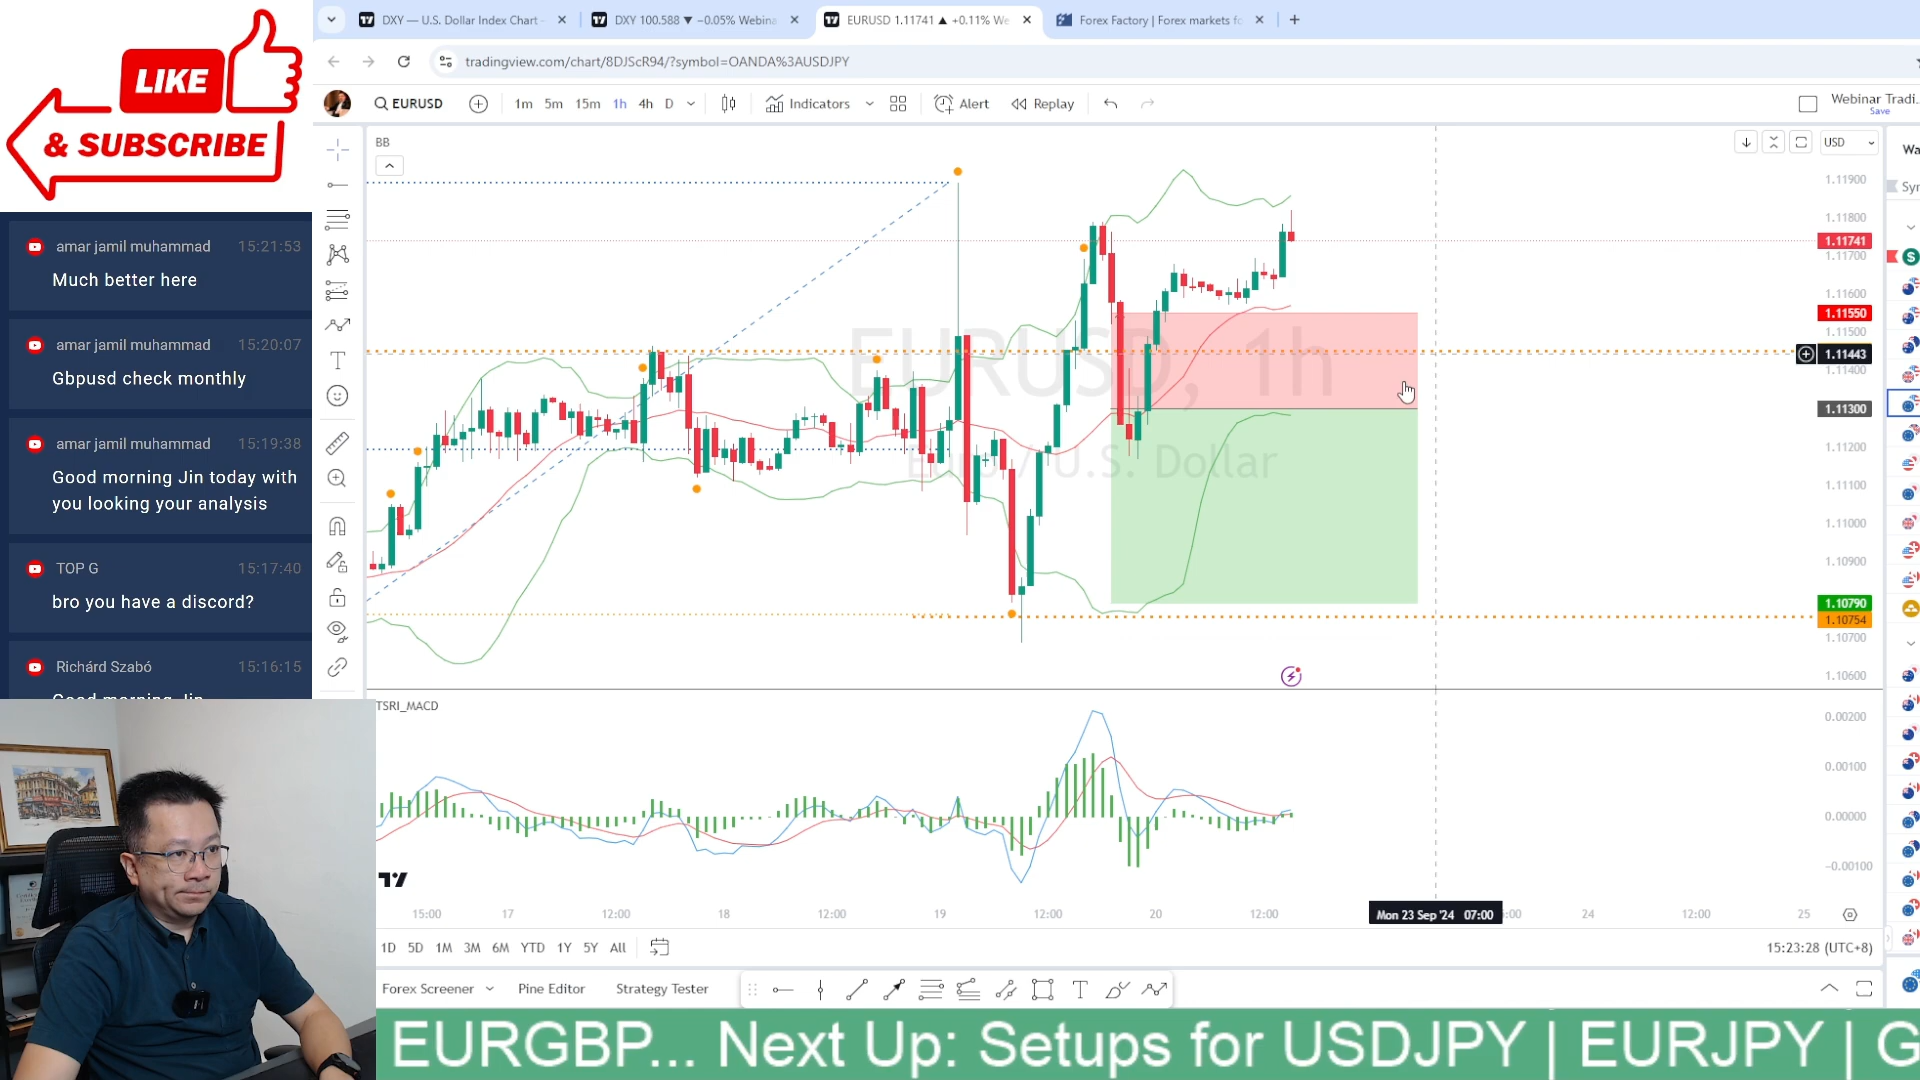 LIKE
& SUBSCRIBE
amar jamil muhammad 15:21:53
Much better here
amar jamil muhammad 15:20:07
Gbpusd check monthly
amar jamil muhammad 15:19:38
Good morning Jin today with
you looking your analysis
TOP G 15:17:40
bro you have a discord?
Richárd Szabó 15:16:15
Good morning Jin
DXY — U.S. Dollar Index Chart
DXY 100.588 ▼ −0.05% Webina
EURUSD 1.11741 ▲ +0.11% We
Forex Factory | Forex markets fo
tradingview.com/chart/8DJScR94/?symbol=OANDA%3AUSDJPY
EURUSD 1m 5m 15m 1h 4h D Indicators Alert Replay
Webinar Tradi...
Save
BB
USD
Wa
Syr
EURUSD, 1h
Euro / U.S. Dollar
1.11900
1.11800
1.11741
1.11700
1.11600
1.11550
1.11500
1.11443
1.11400
1.11300
1.11200
1.11100
1.11000
1.10900
1.10790
1.10754
1.10700
1.10600
TSRI_MACD
0.00200
0.00100
0.00000
−0.00100
15:00 17 12:00 18 12:00 19 12:00 20 12:00 Mon 23 Sep '24 07:00 :00 24 12:00 25
1D 5D 1M 3M 6M YTD 1Y 5Y All 15:23:28 (UTC+8)
Forex Screener Pine Editor Strategy Tester
EURGBP... Next Up: Setups for USDJPY | EURJPY | G